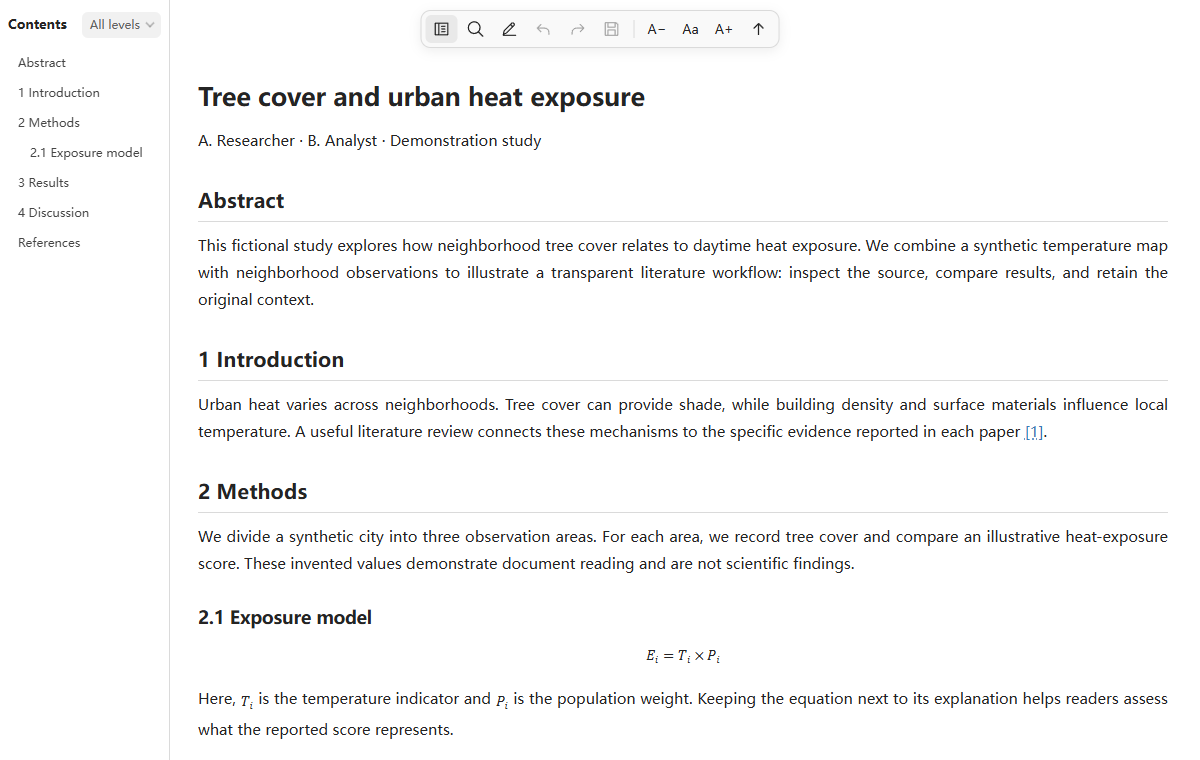 Contents
All levels
Abstract
1 Introduction
2 Methods
2.1 Exposure model
3 Results
4 Discussion
References
A−
Aa
A+
Tree cover and urban heat exposure
A. Researcher · B. Analyst · Demonstration study
Abstract
This fictional study explores how neighborhood tree cover relates to daytime heat exposure. We combine a synthetic temperature map
with neighborhood observations to illustrate a transparent literature workflow: inspect the source, compare results, and retain the
original context.
1 Introduction
Urban heat varies across neighborhoods. Tree cover can provide shade, while building density and surface materials influence local
temperature. A useful literature review connects these mechanisms to the specific evidence reported in each paper [1].
2 Methods
We divide a synthetic city into three observation areas. For each area, we record tree cover and compare an illustrative heat-exposure
score. These invented values demonstrate document reading and are not scientific findings.
2.1 Exposure model
E_i = T_i × P_i
Here, T_i is the temperature indicator and P_i is the population weight. Keeping the equation next to its explanation helps readers assess
what the reported score represents.